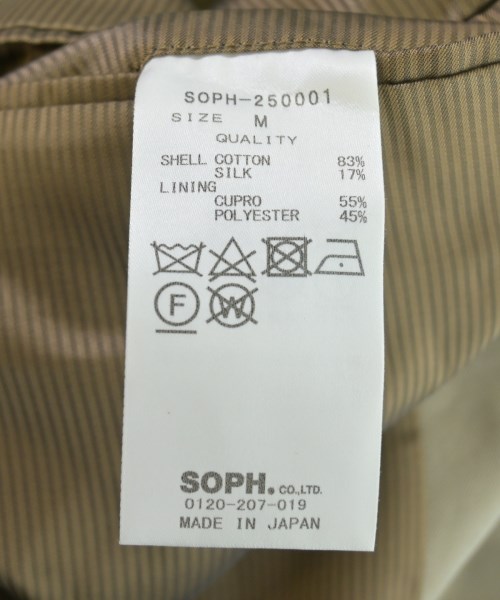 SOPH-250001
SIZE M
QUALITY
SHELL COTTON 83%
SILK 17%
LINING
CUPRO 55%
POLYESTER 45%
F W
SOPH. CO.,LTD.
0120-207-019
MADE IN JAPAN